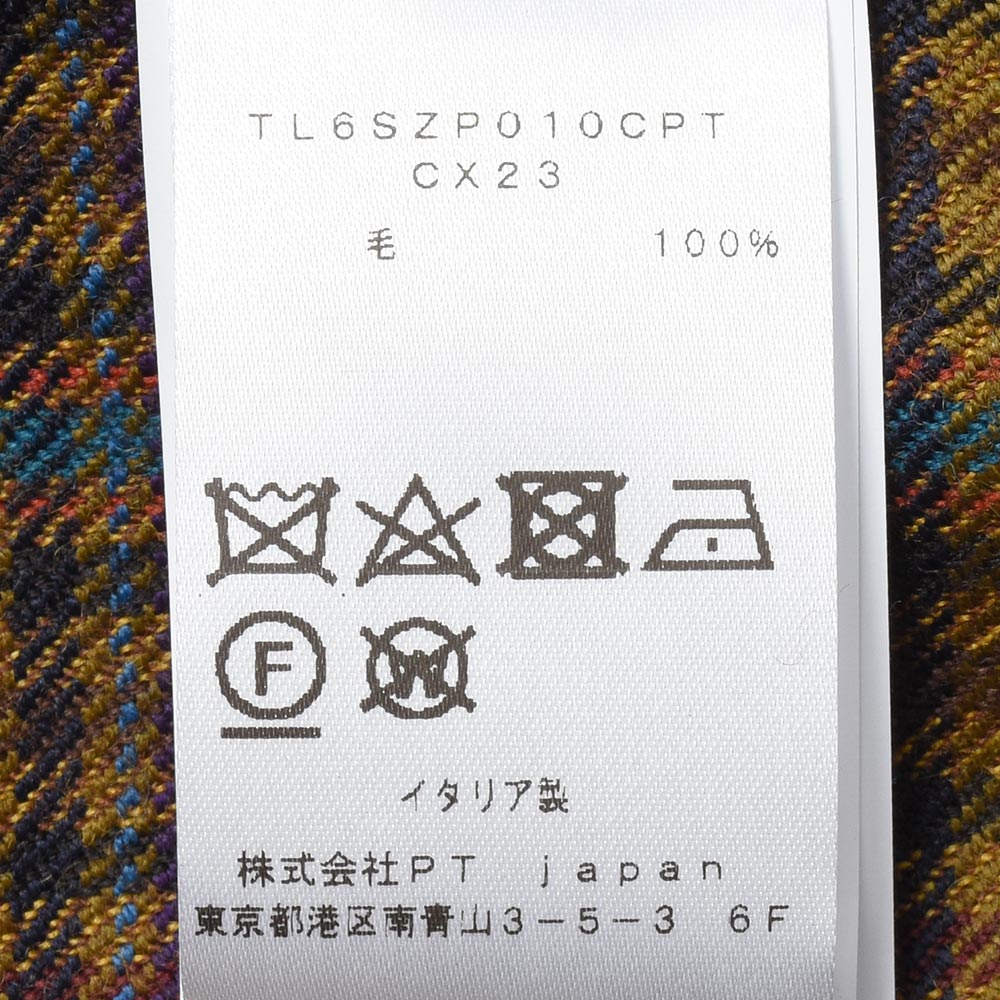 TL6SZP010CPT
CX23
毛 100%
F
W
イタリア製
株式会社PT japan
東京都港区南青山3-5-3 6F